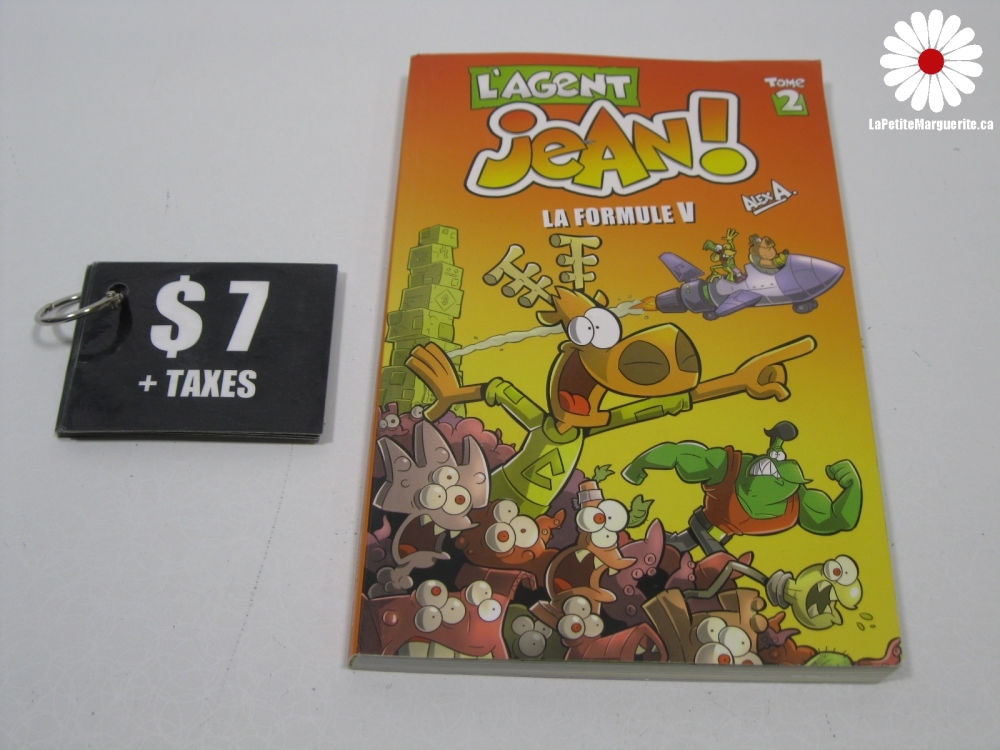 LaPetiteMarguerite.ca
L'AGENT
JEAN!
TOME
2
ALEX A.
LA FORMULE V
$ 7
+ TAXES
C